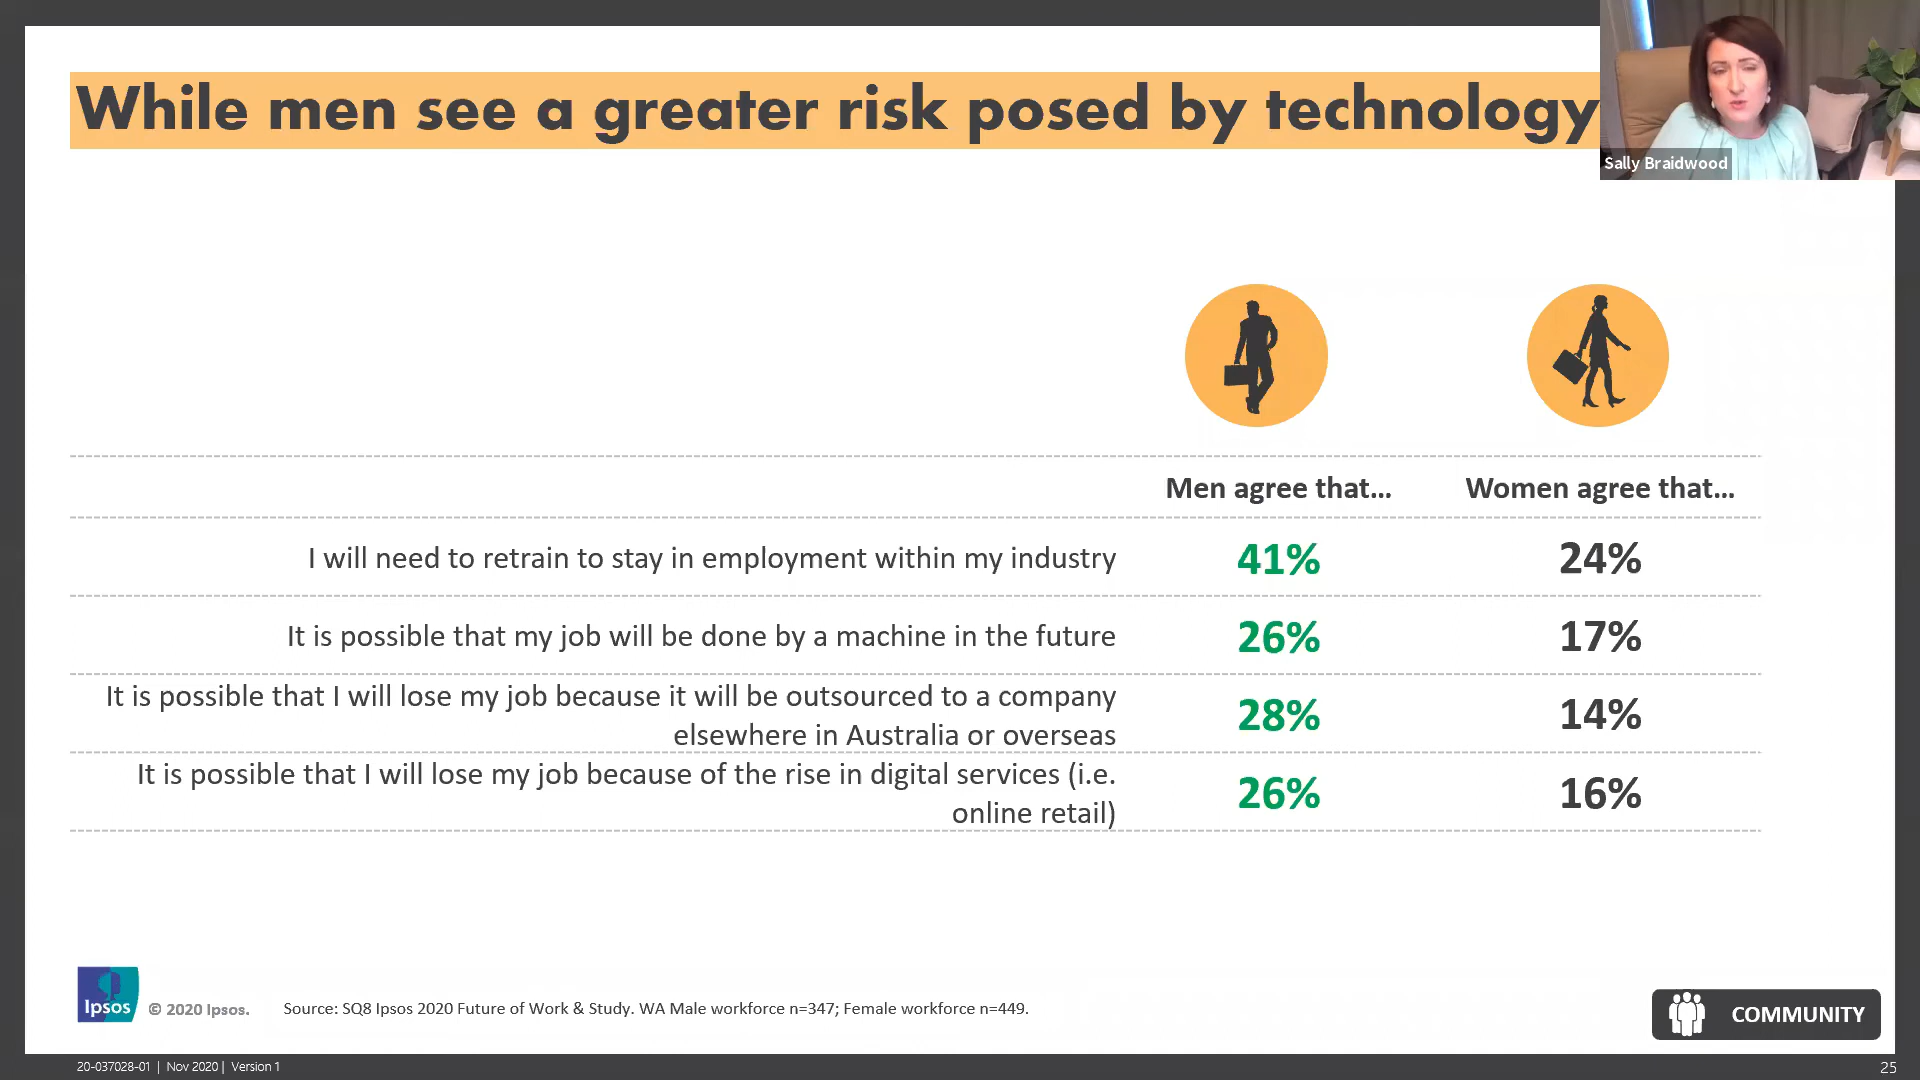 While men see a greater risk posed by technology
Sally Braidwood
Men agree that...
Women agree that...
I will need to retrain to stay in employment within my industry
41%
24%
It is possible that my job will be done by a machine in the future
26%
17%
It is possible that I will lose my job because it will be outsourced to a company
elsewhere in Australia or overseas
28%
14%
It is possible that I will lose my job because of the rise in digital services (i.e.
online retail)
26%
16%
Ipsos
© 2020 Ipsos.
Source: SQ8 Ipsos 2020 Future of Work & Study. WA Male workforce n=347; Female workforce n=449.
COMMUNITY
20-037028-01 | Nov 2020 | Version 1
25